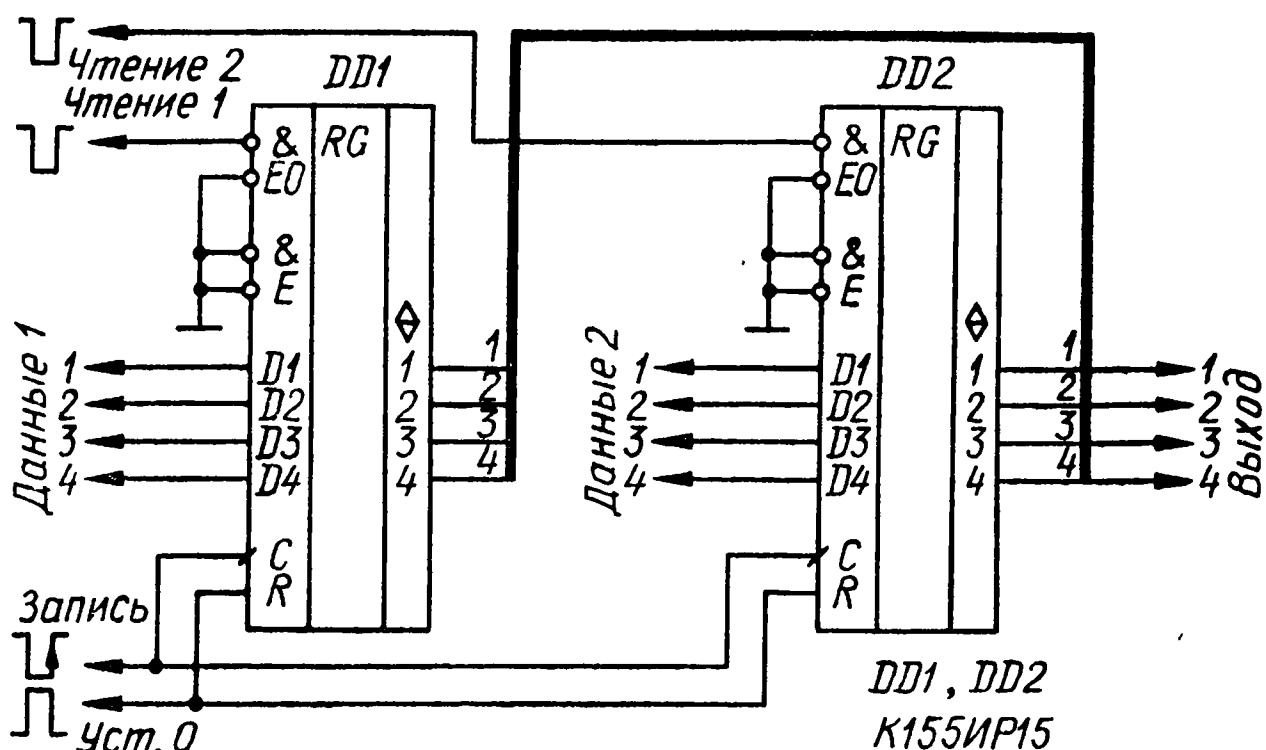 Чтение 2
Чтение 1
DD1
& RG
EO
&
E
Данные 1
1 D1 1 1
2 D2 2 2
3 D3 3 3
4 D4 4 4
C
R
DD2
& RG
EO
&
E
Данные 2
1 D1 1 1 1
2 D2 2 2 2
3 D3 3 3 3
4 D4 4 4 4
Выход
C
R
Запись
Уст. 0
DD1, DD2
К155ИР15